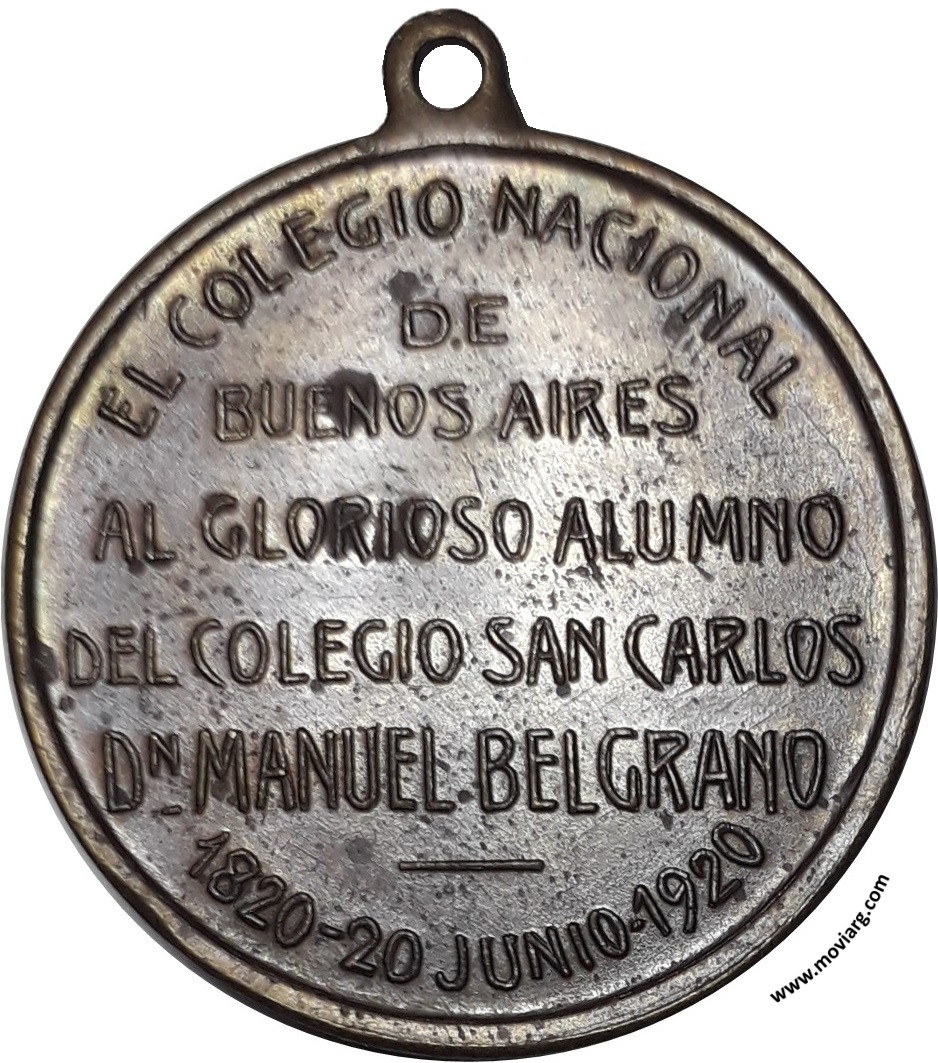 EL COLEGIO NACIONAL
DE
BUENOS AIRES
AL GLORIOSO ALUMNO
DEL COLEGIO SAN CARLOS
Dᴺ MANUEL BELGRANO
1820-20 JUNIO-1920
www.moviarg.com